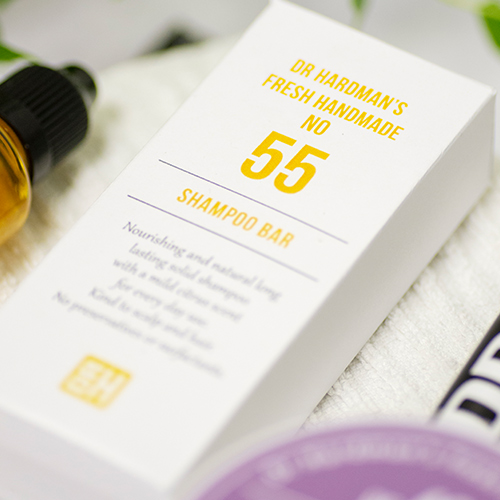 DR HARDMAN'S
FRESH HANDMADE
NO
55
SHAMPOO BAR
Nourishing and natural long
lasting solid shampoo
with a mild citrus scent
for every day use.
Kind to scalp and hair.
No preservatives or